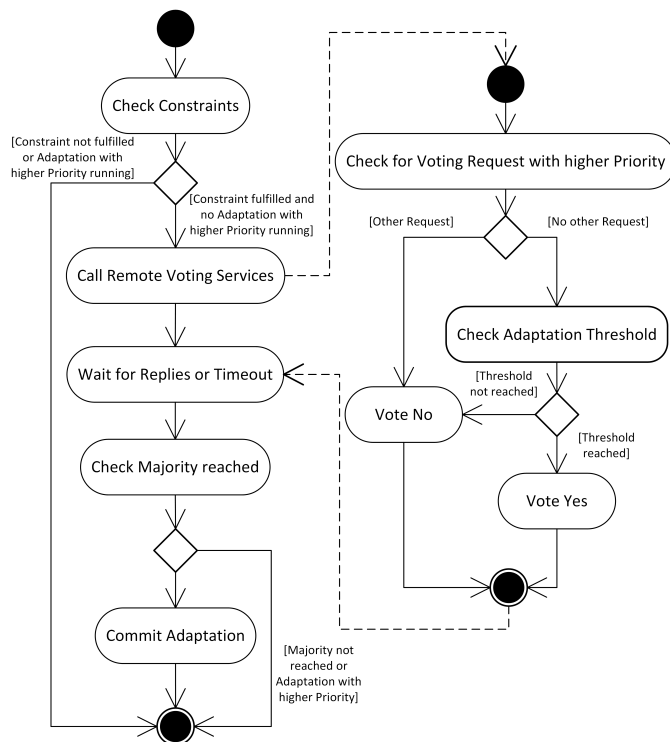 Check Constraints
[Constraint not fulfilled
or Adaptation with
higher Priority running]
[Constraint fulfilled and
no Adaptation with
higher Priority running]
Call Remote Voting Services
Wait for Replies or Timeout
Check Majority reached
Commit Adaptation
[Majority not
reached or
Adaptation with
higher Priority]
Check for Voting Request with higher Priority
[Other Request]
[No other Request]
Check Adaptation Threshold
[Threshold
not reached]
Vote No
[Threshold
reached]
Vote Yes